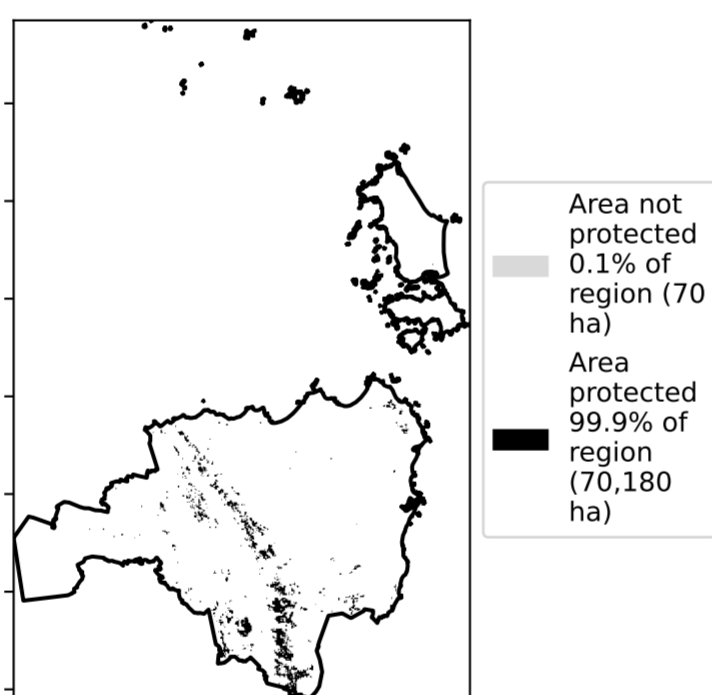 Area not
protected
0.1% of
region (70
ha)
Area
protected
99.9% of
region
(70,180
ha)